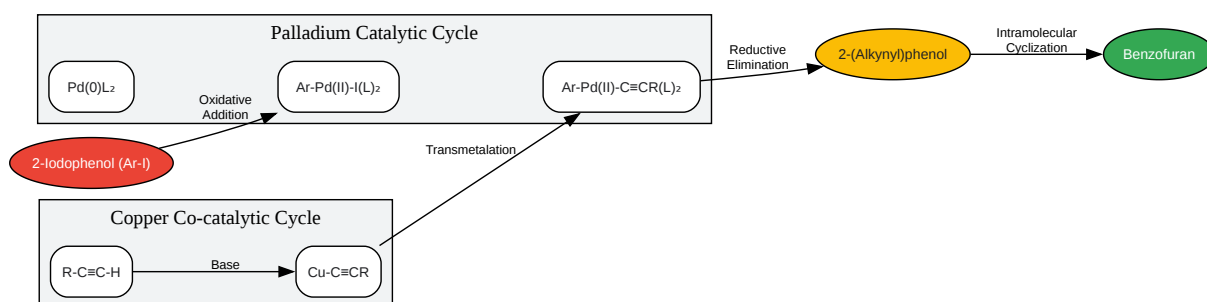 Palladium Catalytic Cycle
Pd(0)L₂
Ar-Pd(II)-I(L)₂
Ar-Pd(II)-C≡CR(L)₂
Reductive
Elimination
2-(Alkynyl)phenol
Intramolecular
Cyclization
Benzofuran
Oxidative
Addition
2-Iodophenol (Ar-I)
Transmetalation
Copper Co-catalytic Cycle
R-C≡C-H
Base
Cu-C≡CR